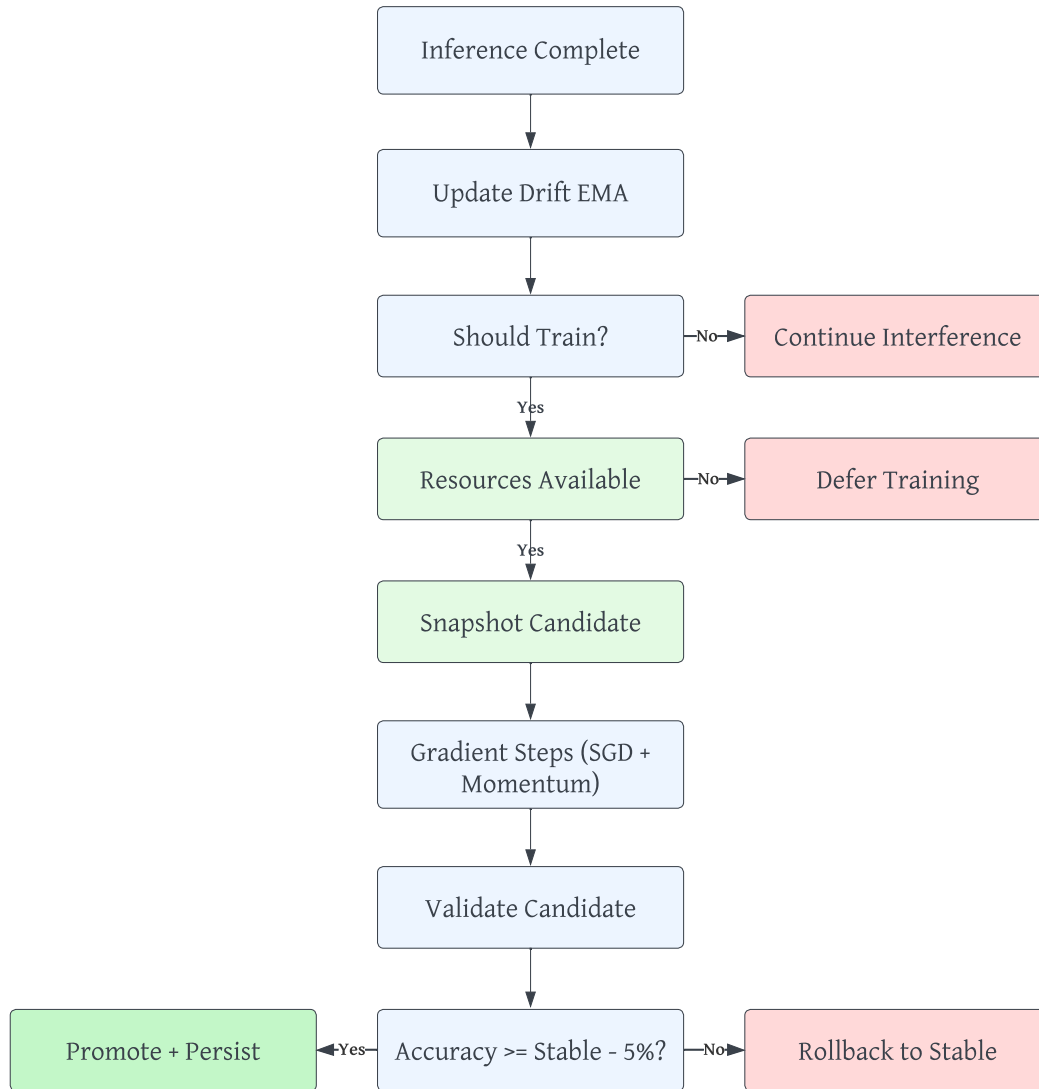 Inference Complete
Update Drift EMA
Should Train?
No
Continue Interference
Yes
Resources Available
No
Defer Training
Yes
Snapshot Candidate
Gradient Steps (SGD +
Momentum)
Validate Candidate
Promote + Persist
Yes
Accuracy >= Stable - 5%?
No
Rollback to Stable